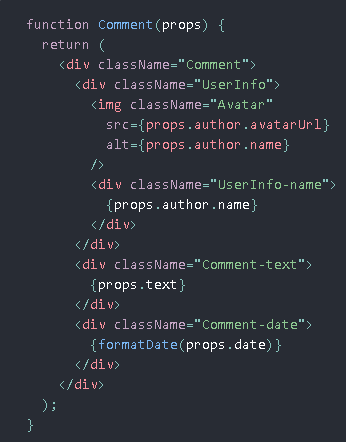 function Comment(props) {
  return (
    <div className="Comment">
      <div className="UserInfo">
        <img className="Avatar"
          src={props.author.avatarUrl}
          alt={props.author.name}
        />
        <div className="UserInfo-name">
          {props.author.name}
        </div>
      </div>
      <div className="Comment-text">
        {props.text}
      </div>
      <div className="Comment-date">
        {formatDate(props.date)}
      </div>
    </div>
  );
}